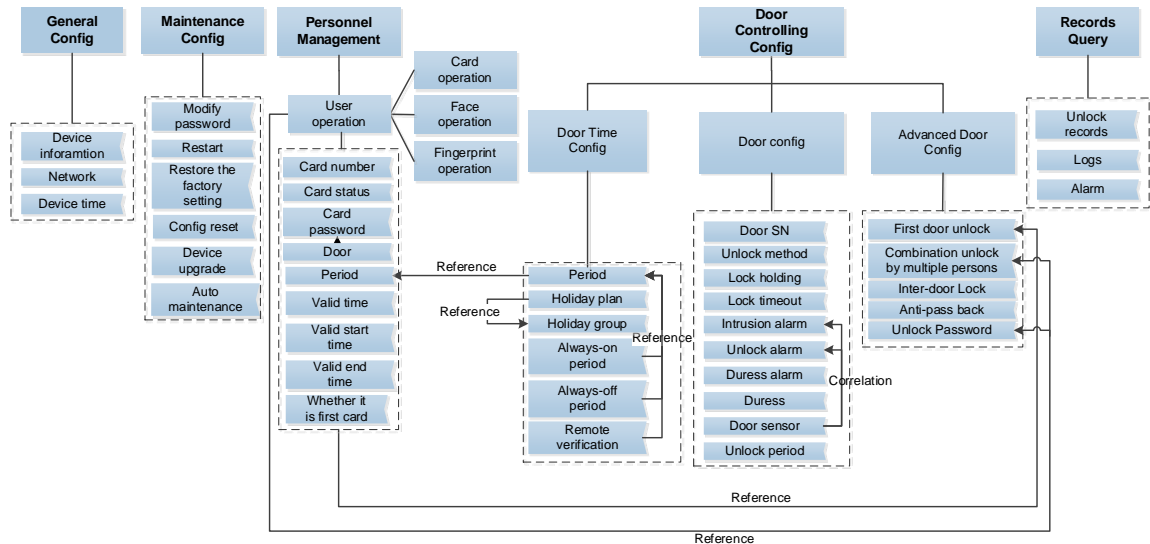 General
Config
Maintenance
Config
Personnel
Management
Door
Controlling
Config
Records
Query
Device
inforamtion
Network
Device time
Modify
password
Restart
Restore the
factory
setting
Config reset
Device
upgrade
Auto
maintenance
User
operation
Card
operation
Face
operation
Fingerprint
operation
Card number
Card status
Card
password
Door
Period
Valid time
Valid start
time
Valid end
time
Whether it
is first card
Door Time
Config
Door config
Advanced Door
Config
Reference
Period
Holiday plan
Reference
Holiday group
Reference
Always-on
period
Always-off
period
Remote
verification
Door SN
Unlock method
Lock holding
Lock timeout
Intrusion alarm
Unlock alarm
Duress alarm
Correlation
Duress
Door sensor
Unlock period
First door unlock
Combination unlock
by multiple persons
Inter-door Lock
Anti-pass back
Unlock Password
Unlock
records
Logs
Alarm
Reference
Reference